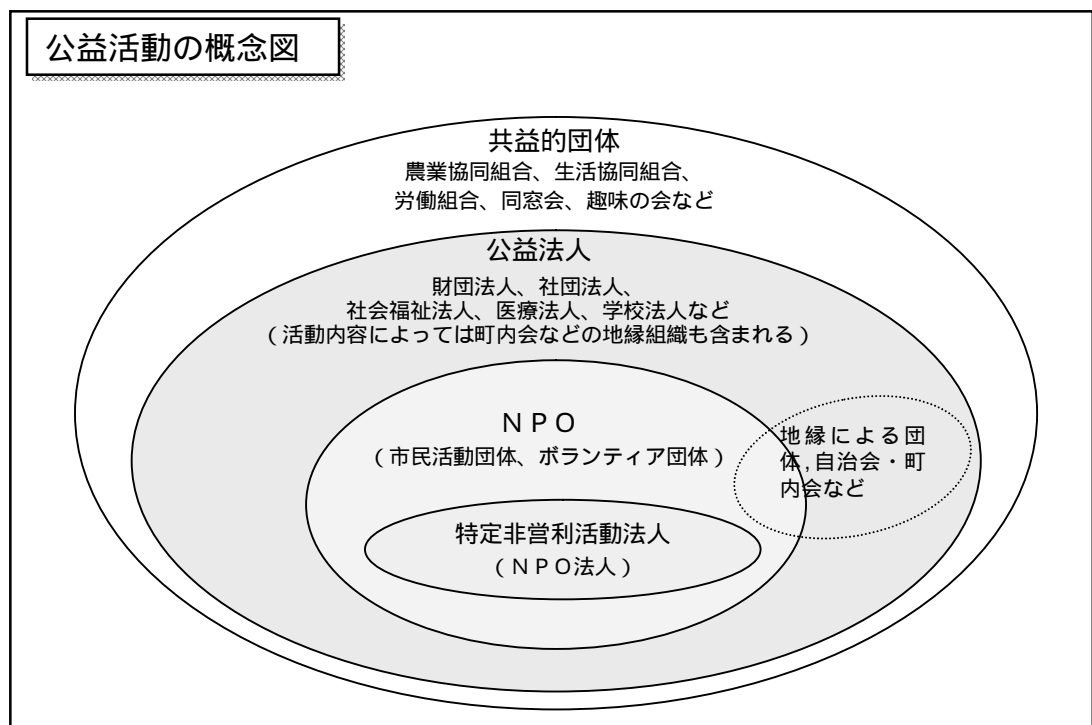 公益活動の概念図
共益的団体
農業協同組合、生活協同組合、
労働組合、同窓会、趣味の会など
公益法人
財団法人、社団法人、
社会福祉法人、医療法人、学校法人など
（活動内容によっては町内会などの地縁組織も含まれる）
ＮＰＯ
（市民活動団体、ボランティア団体）
地縁による団
体,自治会・町
内会など
特定非営利活動法人
（ＮＰＯ法人）